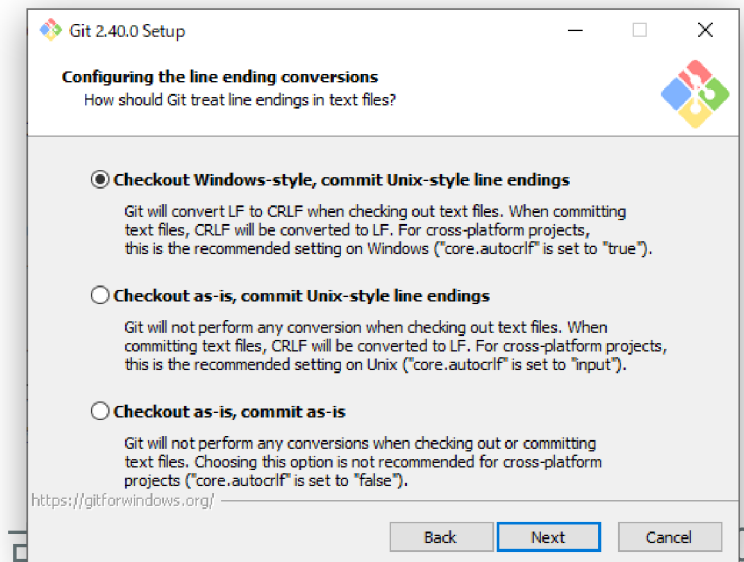 Git 2.40.0 Setup
Configuring the line ending conversions
How should Git treat line endings in text files?
Checkout Windows-style, commit Unix-style line endings
Git will convert LF to CRLF when checking out text files. When committing
text files, CRLF will be converted to LF. For cross-platform projects,
this is the recommended setting on Windows ("core.autocrlf" is set to "true").
Checkout as-is, commit Unix-style line endings
Git will not perform any conversion when checking out text files. When
committing text files, CRLF will be converted to LF. For cross-platform projects,
this is the recommended setting on Unix ("core.autocrlf" is set to "input").
Checkout as-is, commit as-is
Git will not perform any conversions when checking out or committing
text files. Choosing this option is not recommended for cross-platform
projects ("core.autocrlf" is set to "false").
https://gitforwindows.org/
Back Next Cancel